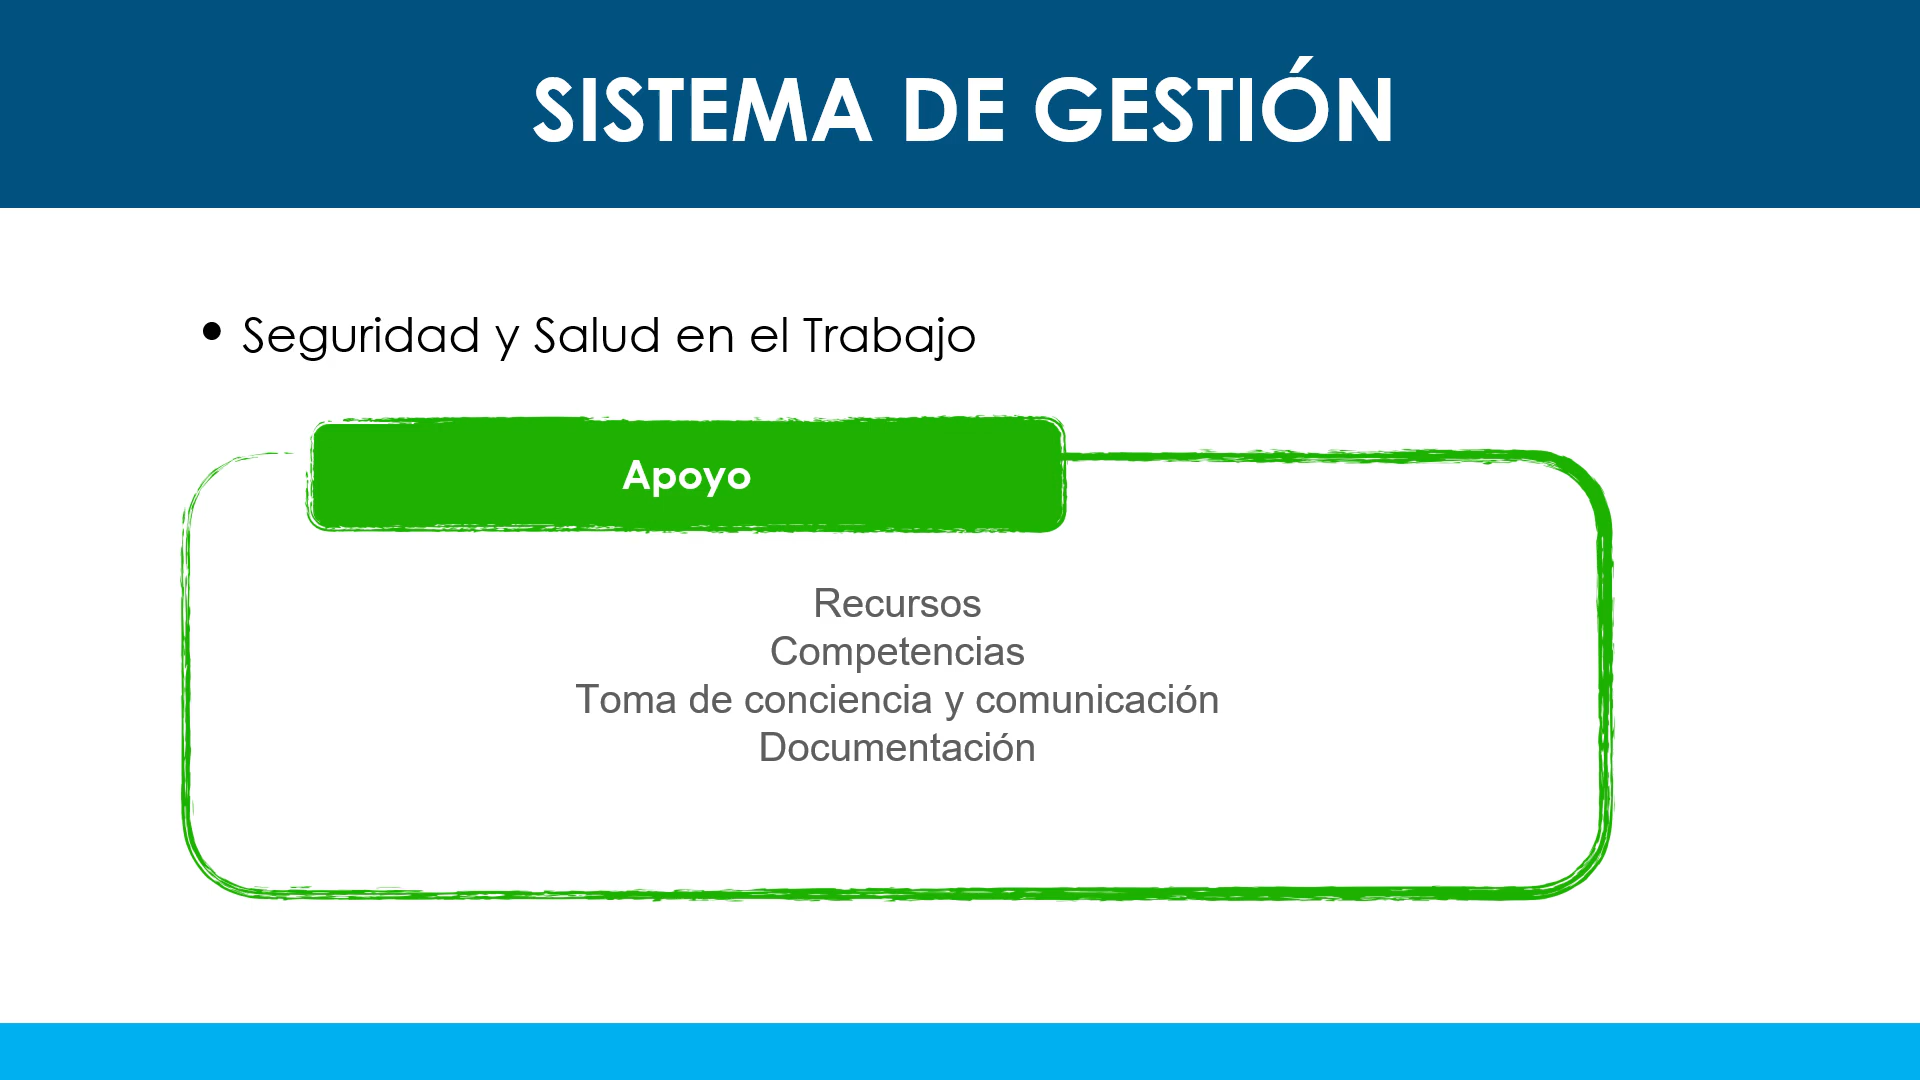 SISTEMA DE GESTIÓN
• Seguridad y Salud en el Trabajo
Apoyo
Recursos
Competencias
Toma de conciencia y comunicación
Documentación